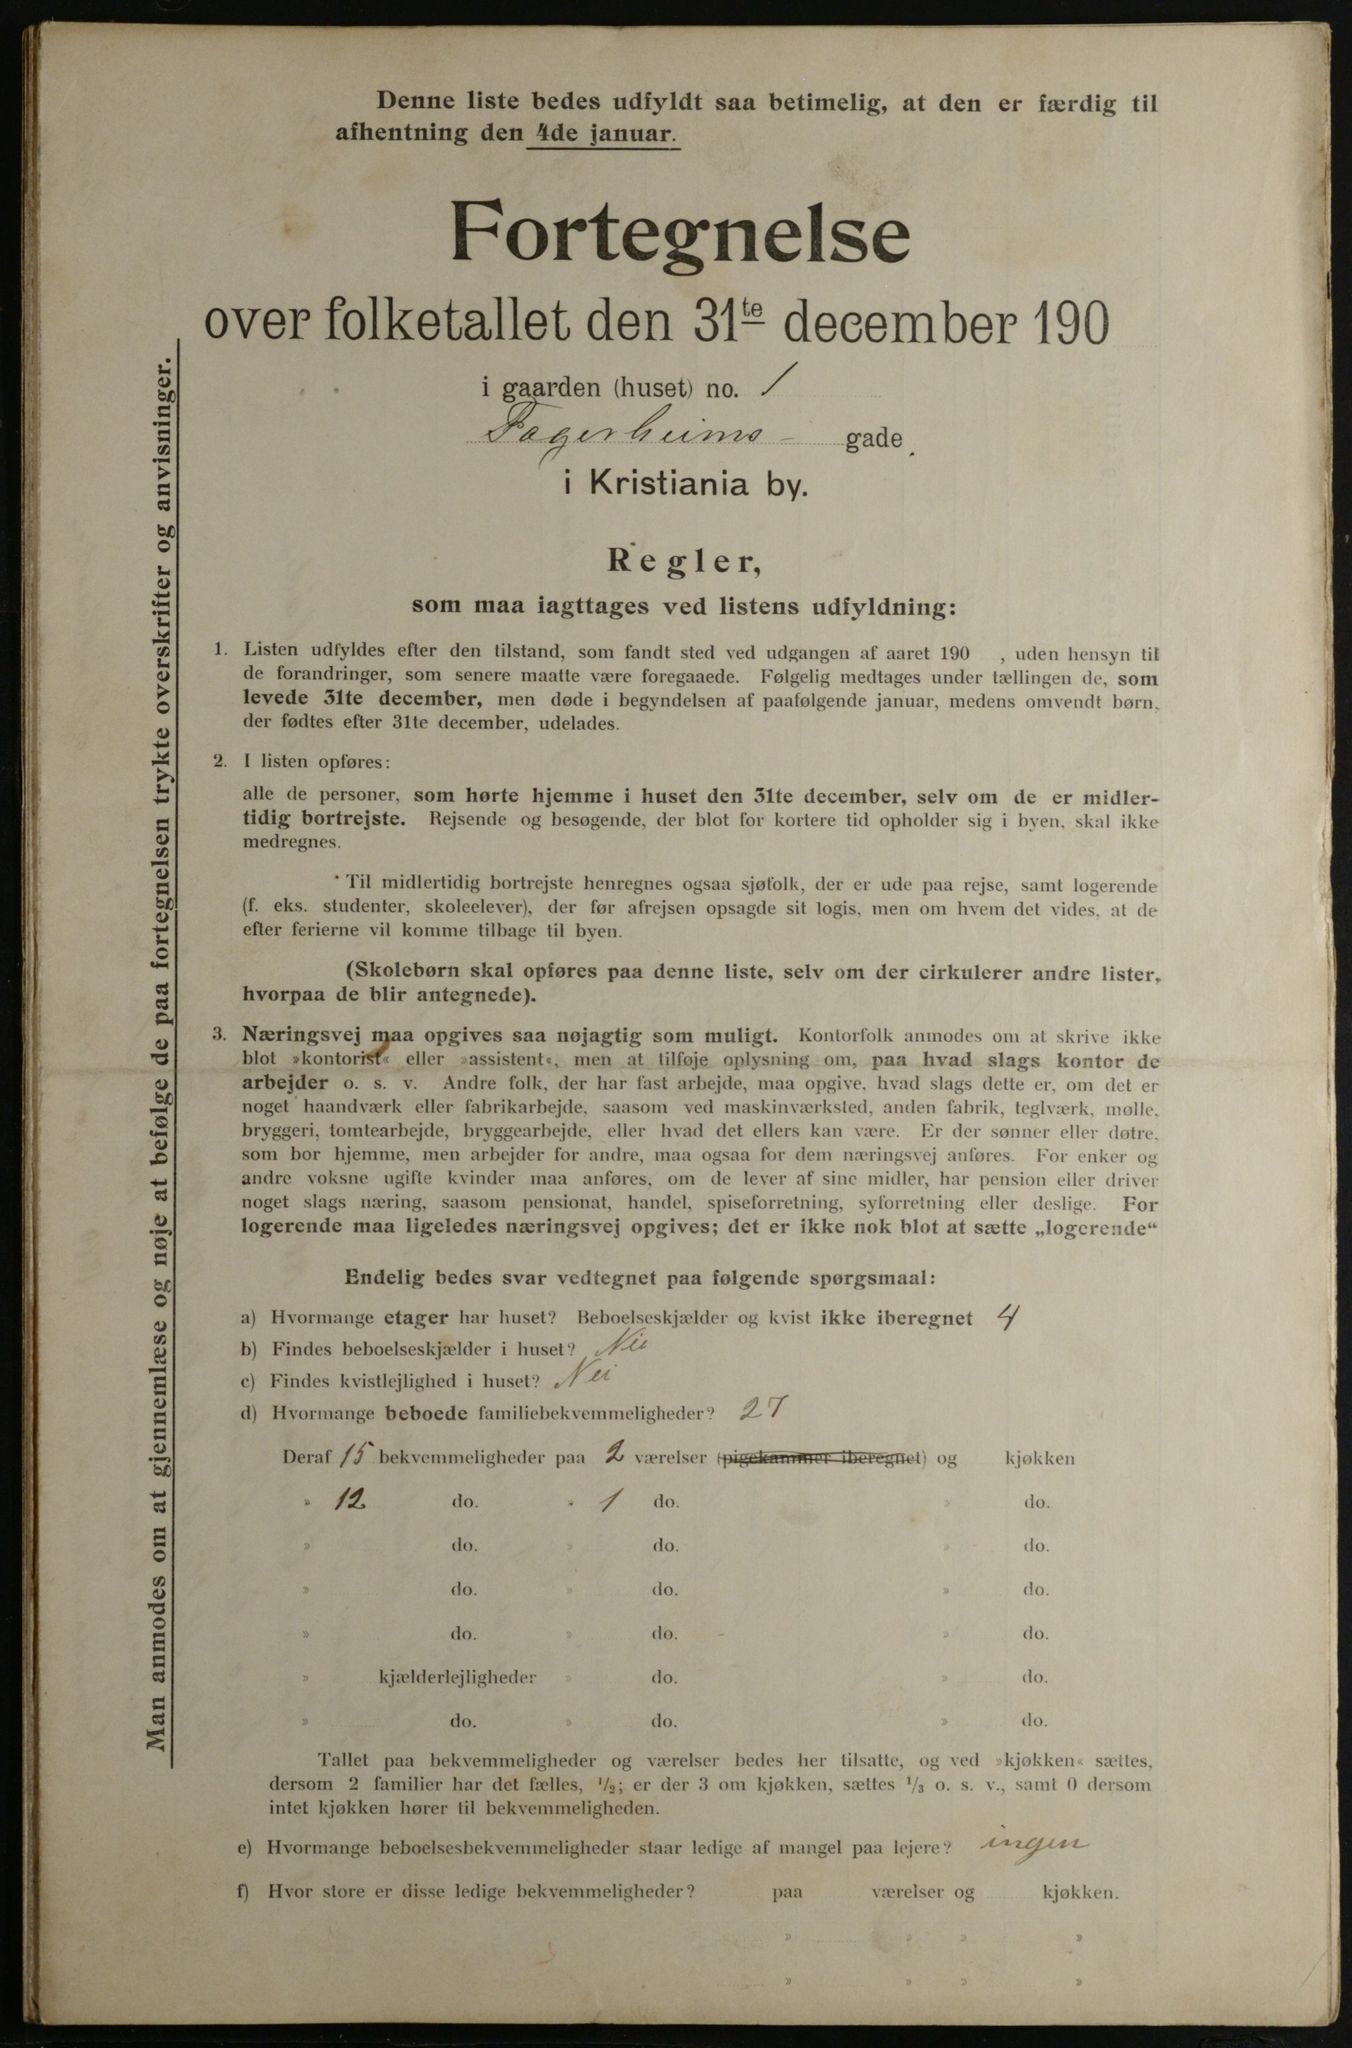 Denne liste bedes udfyldt saa betimelig, at den er færdig til
afhentning den 4de januar.
Fortegnelse
over folketallet den 31te december 190
i gaarden (huset) no. 1
Fagerheims- gade
i Kristiania by.
Regler,
som maa iagttages ved listens udfyldning:
1. Listen udfyldes efter den tilstand, som fandt sted ved udgangen af aaret 190 , uden hensyn til
de forandringer, som senere maatte være foregaaede. Følgelig medtages under tællingen de, som
levede 31te december, men døde i begyndelsen af paafølgende januar, medens omvendt børn,
der fødtes efter 31te december, udelades.
2. I listen opføres:
alle de personer, som hørte hjemme i huset den 31te december, selv om de er midler-
tidig bortrejste. Rejsende og besøgende, der blot for kortere tid opholder sig i byen, skal ikke
medregnes.
Til midlertidig bortrejste henregnes ogsaa sjøfolk, der er ude paa rejse, samt logerende
(f. eks. studenter, skoleelever), der før afrejsen opsagde sit logis, men om hvem det vides, at de
efter ferierne vil komme tilbage til byen.
(Skolebørn skal opføres paa denne liste, selv om der cirkulerer andre lister,
hvorpaa de blir antegnede).
3. Næringsvej maa opgives saa nøjagtig som muligt. Kontorfolk anmodes om at skrive ikke
blot »kontorist« eller »assistent«, men at tilføje oplysning om, paa hvad slags kontor de
arbejder o. s. v. Andre folk, der har fast arbejde, maa opgive, hvad slags dette er, om det er
noget haandværk eller fabrikarbejde, saasom ved maskinværksted, anden fabrik, teglværk, mølle,
bryggeri, tomtearbejde, bryggearbejde, eller hvad det ellers kan være. Er der sønner eller døtre,
som bor hjemme, men arbejder for andre, maa ogsaa for dem næringsvej anføres. For enker og
andre voksne ugifte kvinder maa anføres, om de lever af sine midler, har pension eller driver
noget slags næring, saasom pensionat, handel, spiseforretning, syforretning eller deslige. For
logerende maa ligeledes næringsvej opgives; det er ikke nok blot at sætte „logerende“
Endelig bedes svar vedtegnet paa følgende spørgsmaal:
a) Hvormange etager har huset? Beboelseskjælder og kvist ikke iberegnet 4
b) Findes beboelseskjælder i huset? Nei
c) Findes kvistlejlighed i huset? Nei
d) Hvormange beboede familiebekvemmeligheder? 27
Deraf 15 bekvemmeligheder paa 2 værelser (pigekammer iberegnet) og kjøkken
» 12 do. » 1 do. » do.
» do. » do. » do.
» do. » do. » do.
» do. » do. » do.
» kjælderlejligheder » do. » do.
» do. » do. » do.
Tallet paa bekvemmeligheder og værelser bedes her tilsatte, og ved »kjøkken« sættes,
dersom 2 familier har det fælles, 1/2; er der 3 om kjøkken, sættes 1/3 o. s. v., samt 0 dersom
intet kjøkken hører til bekvemmeligheden.
e) Hvormange beboelsesbekvemmeligheder staar ledige af mangel paa lejere? ingen
f) Hvor store er disse ledige bekvemmeligheder? paa værelser og kjøkken.
» » » »
» » » »
Man anmodes om at gjennemlæse og nøje at befølge de paa fortegnelsen trykte overskrifter og anvisninger.